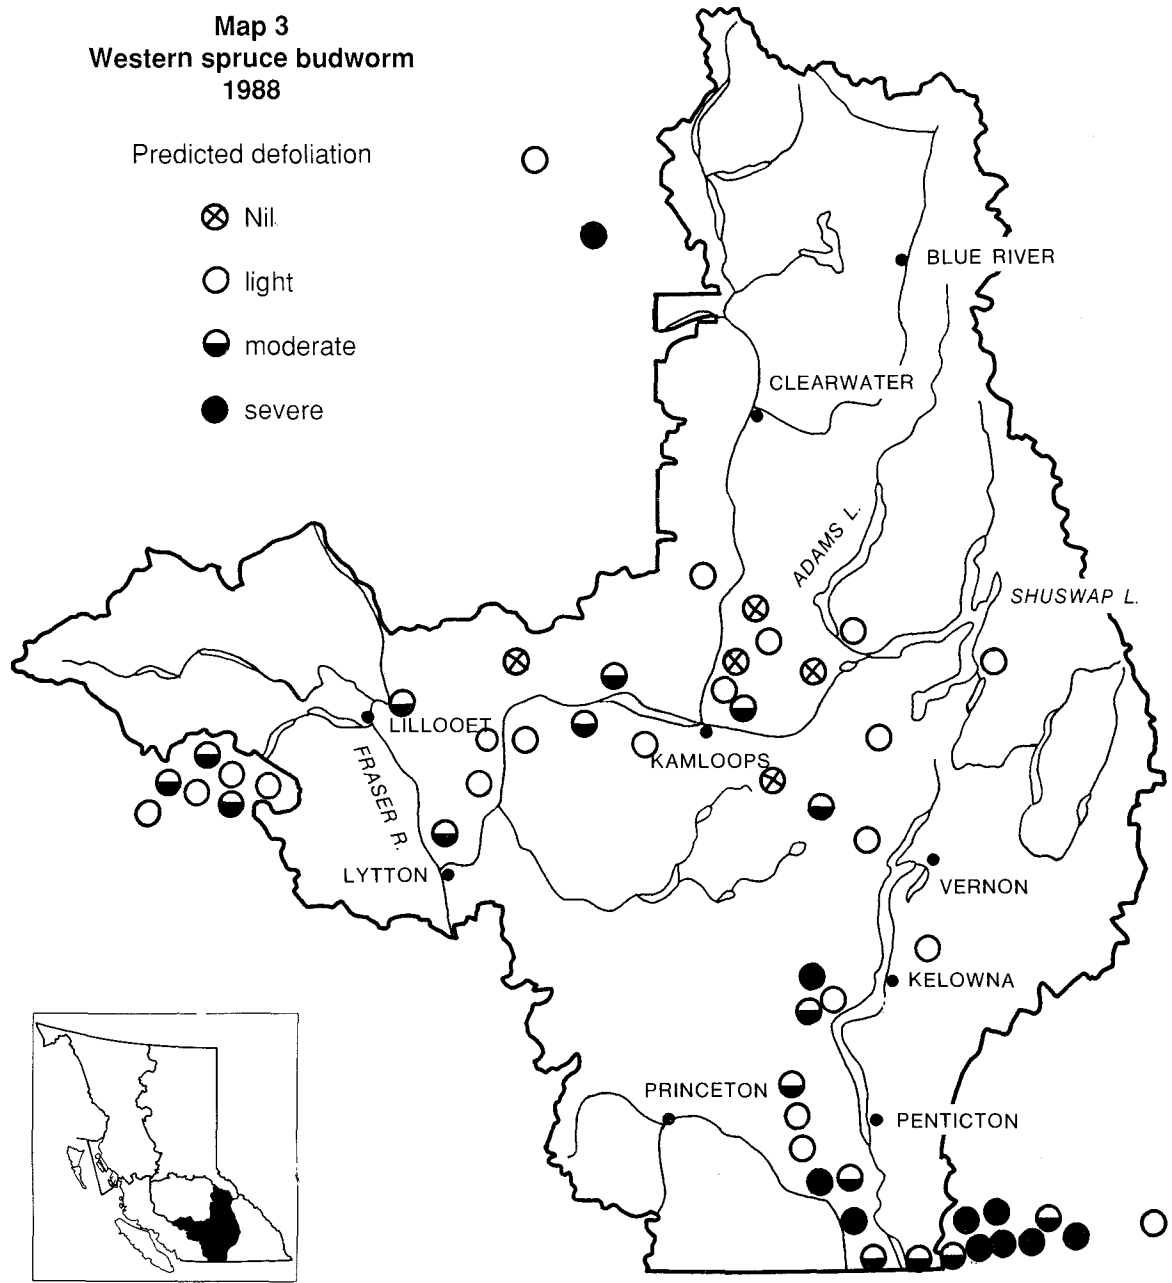 Map 3
Western spruce budworm
1988
Predicted defoliation
Nil
light
moderate
severe
BLUE RIVER
CLEARWATER
ADAMS L.
SHUSWAP L.
LILLOOET
KAMLOOPS
FRASER R.
LYTTON
VERNON
KELOWNA
PRINCETON
PENTICTON